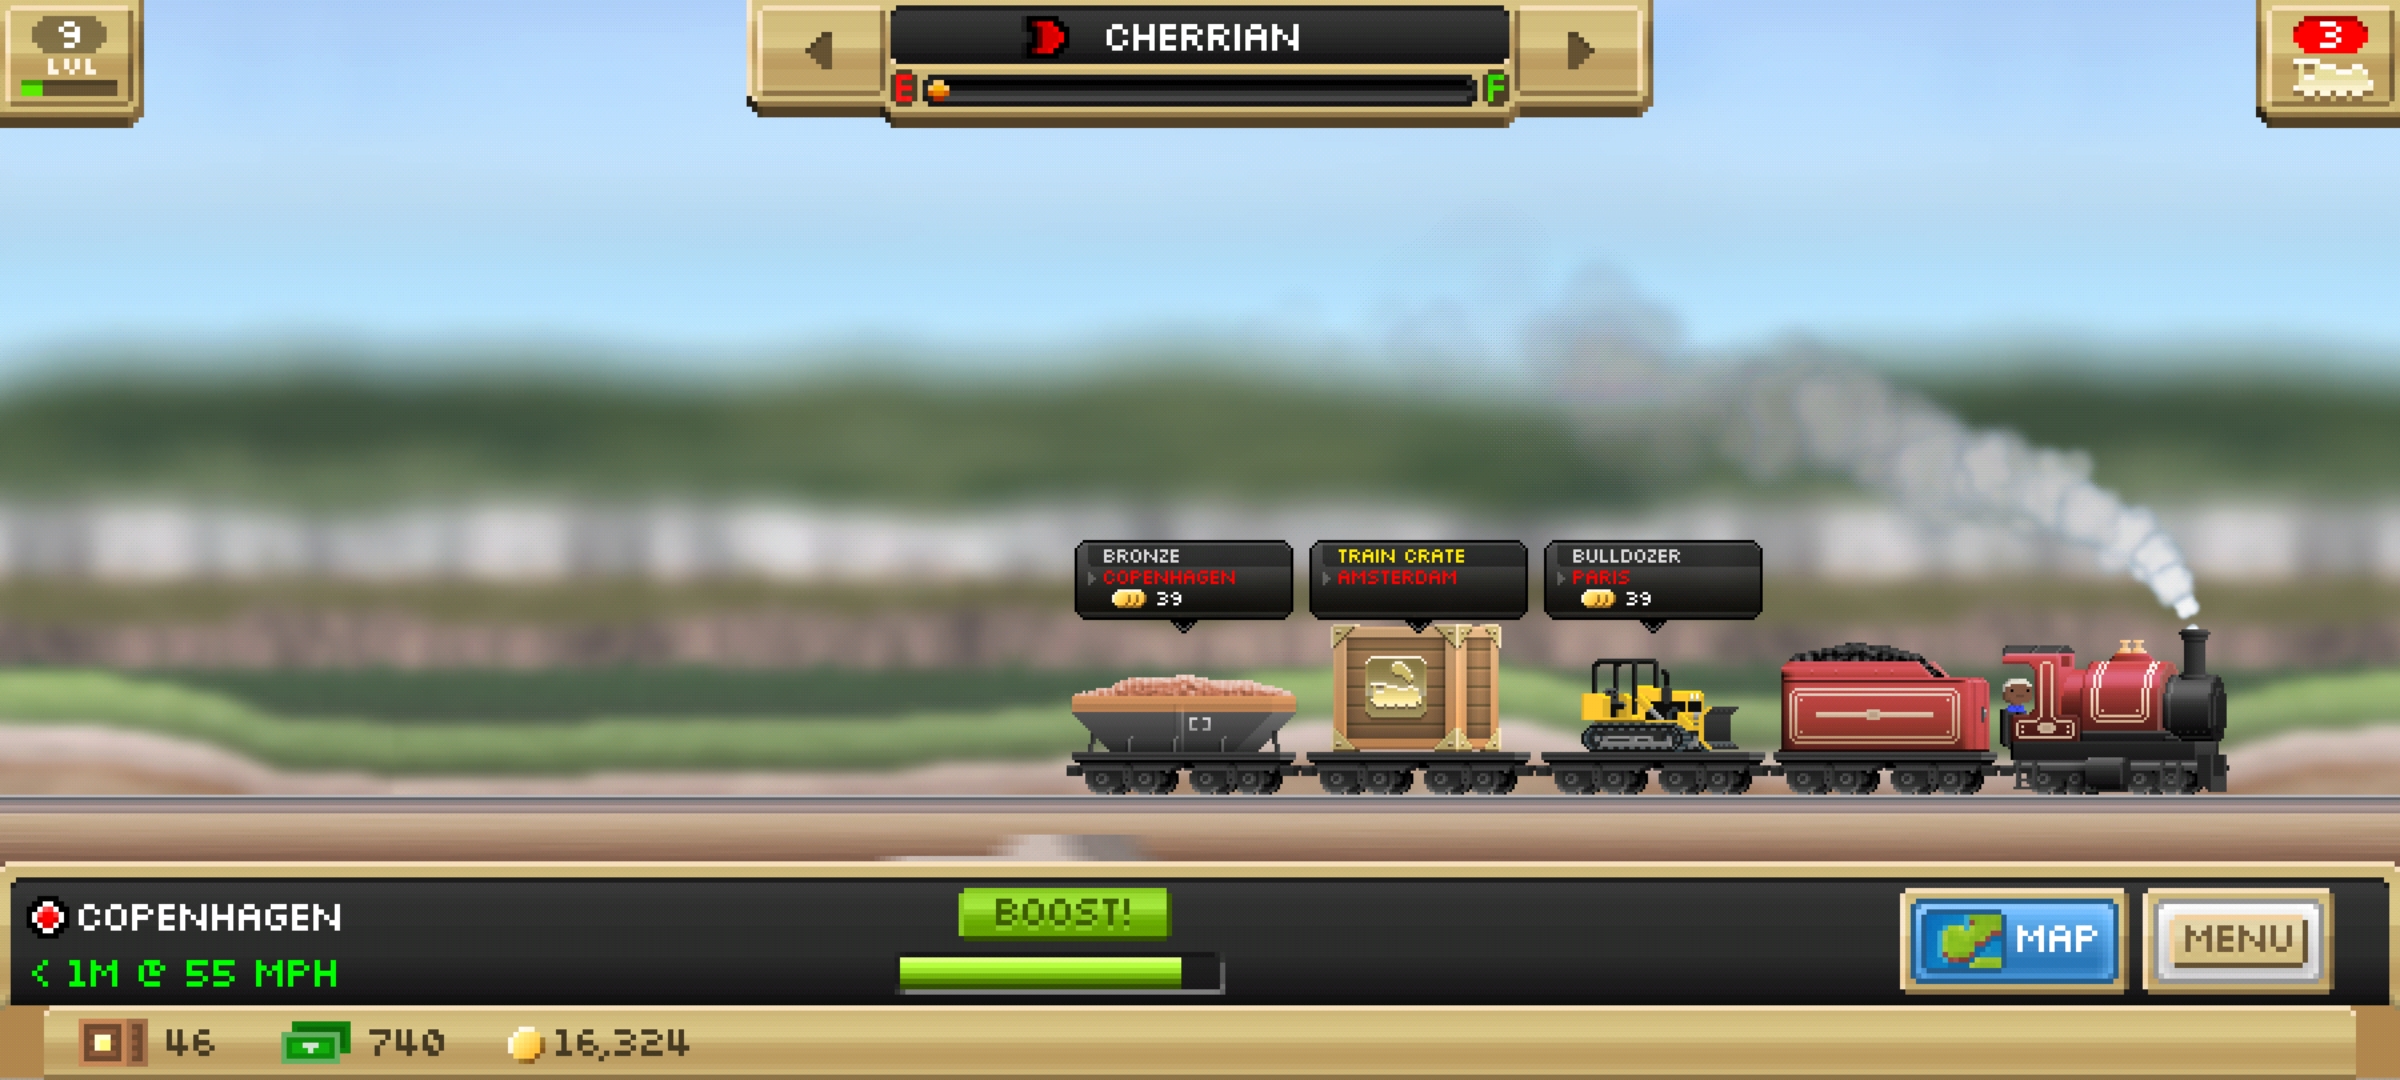 9
LVL
CHERRIAN
E F
3
BRONZE
COPENHAGEN
39
TRAIN CRATE
AMSTERDAM
BULLDOZER
PARIS
39
COPENHAGEN
< 1M @ 55 MPH
BOOST!
MAP
MENU
46 740 16,324